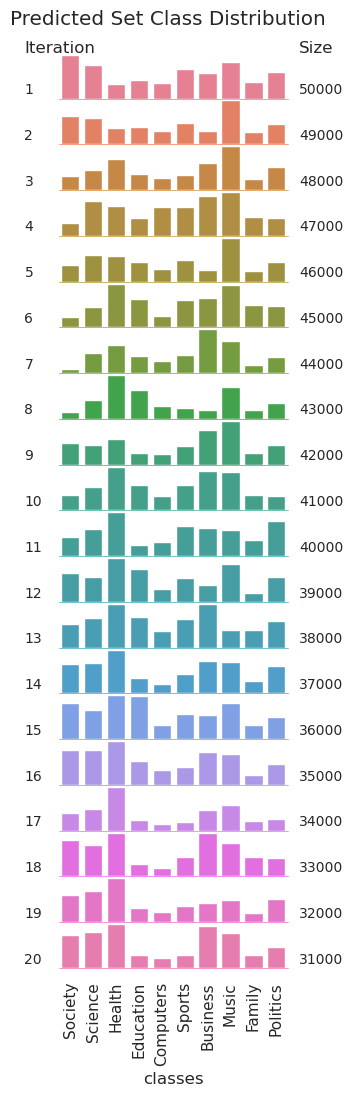 Predicted Set Class Distribution
Iteration Size
1 50000
2 49000
3 48000
4 47000
5 46000
6 45000
7 44000
8 43000
9 42000
10 41000
11 40000
12 39000
13 38000
14 37000
15 36000
16 35000
17 34000
18 33000
19 32000
20 31000
Society
Science
Health
Education
Computers
Sports
Business
Music
Family
Politics
classes